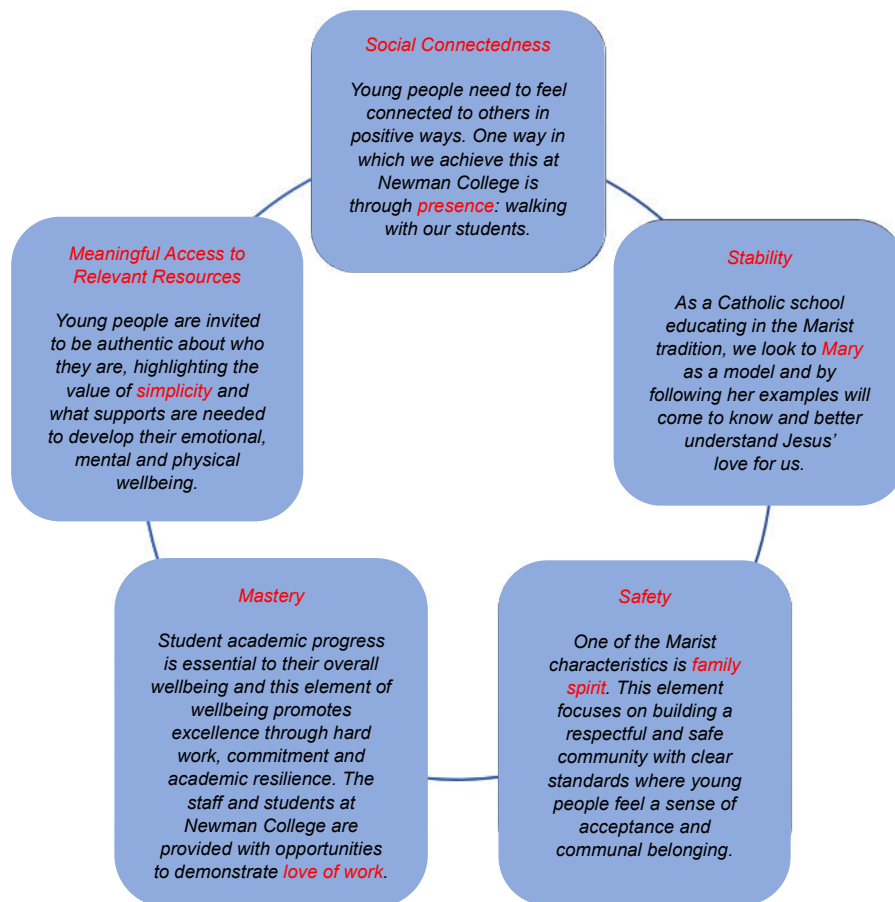 Social Connectedness
Young people need to feel
connected to others in
positive ways. One way in
which we achieve this at
Newman College is
through presence: walking
with our students.
Stability
As a Catholic school
educating in the Marist
tradition, we look to Mary
as a model and by
following her examples will
come to know and better
understand Jesus’
love for us.
Safety
One of the Marist
characteristics is family
spirit. This element
focuses on building a
respectful and safe
community with clear
standards where young
people feel a sense of
acceptance and
communal belonging.
Mastery
Student academic progress
is essential to their overall
wellbeing and this element of
wellbeing promotes
excellence through hard
work, commitment and
academic resilience. The
staff and students at
Newman College are
provided with opportunities
to demonstrate love of work.
Meaningful Access to
Relevant Resources
Young people are invited
to be authentic about who
they are, highlighting the
value of simplicity and
what supports are needed
to develop their emotional,
mental and physical
wellbeing.